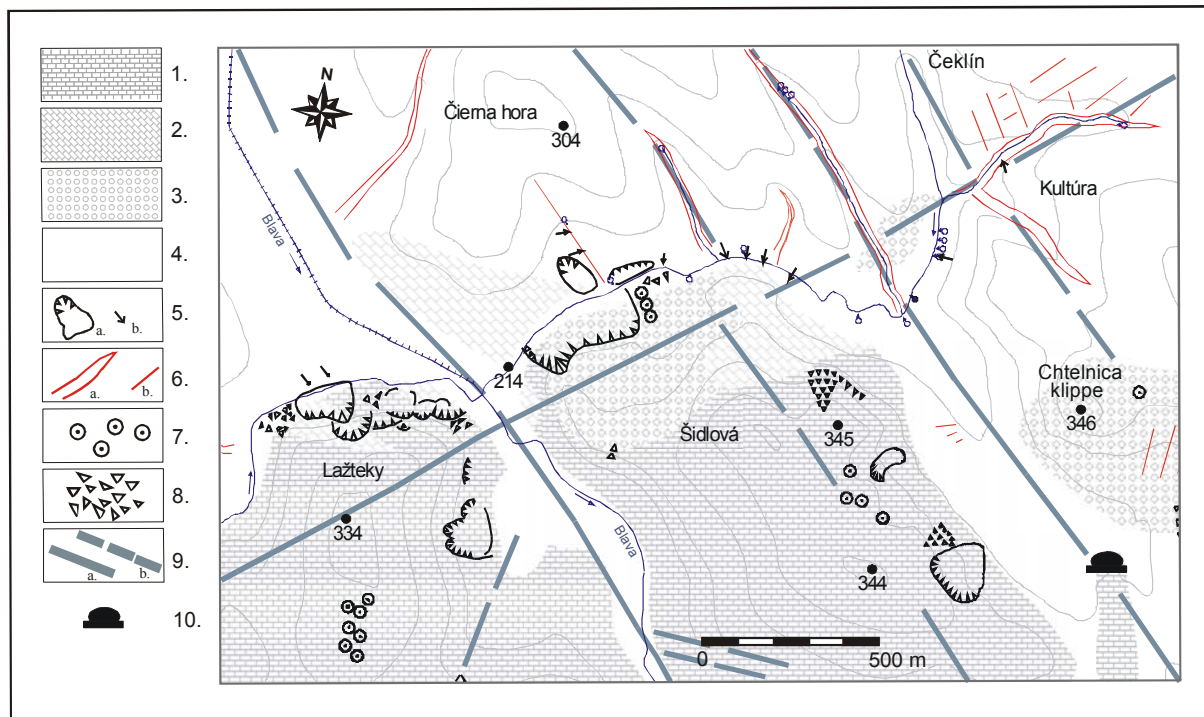 1.
2.
3.
4.
5.
a.
b.
6.
a.
b.
7.
8.
9.
a.
b.
10.
N
Čierna hora
304
Čeklín
Kultúra
Blava
214
Chtelnica
klippe
346
345
Šidlová
Lažteky
334
Blava
344
0
500 m